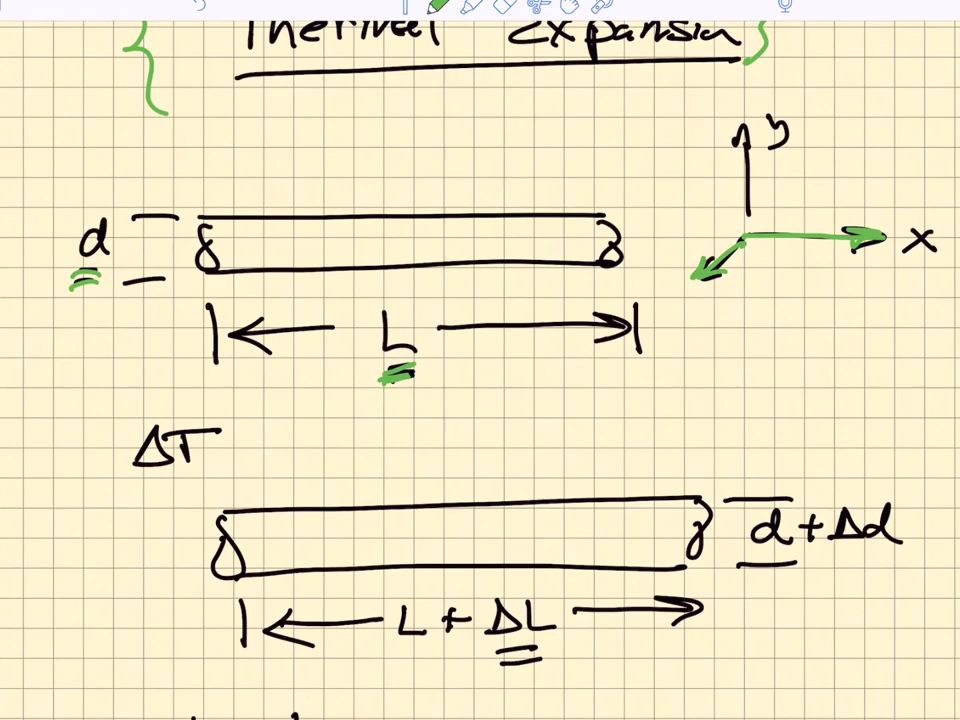 Thermal expansion
y
d
x
L
ΔT
d + Δd
L + ΔL